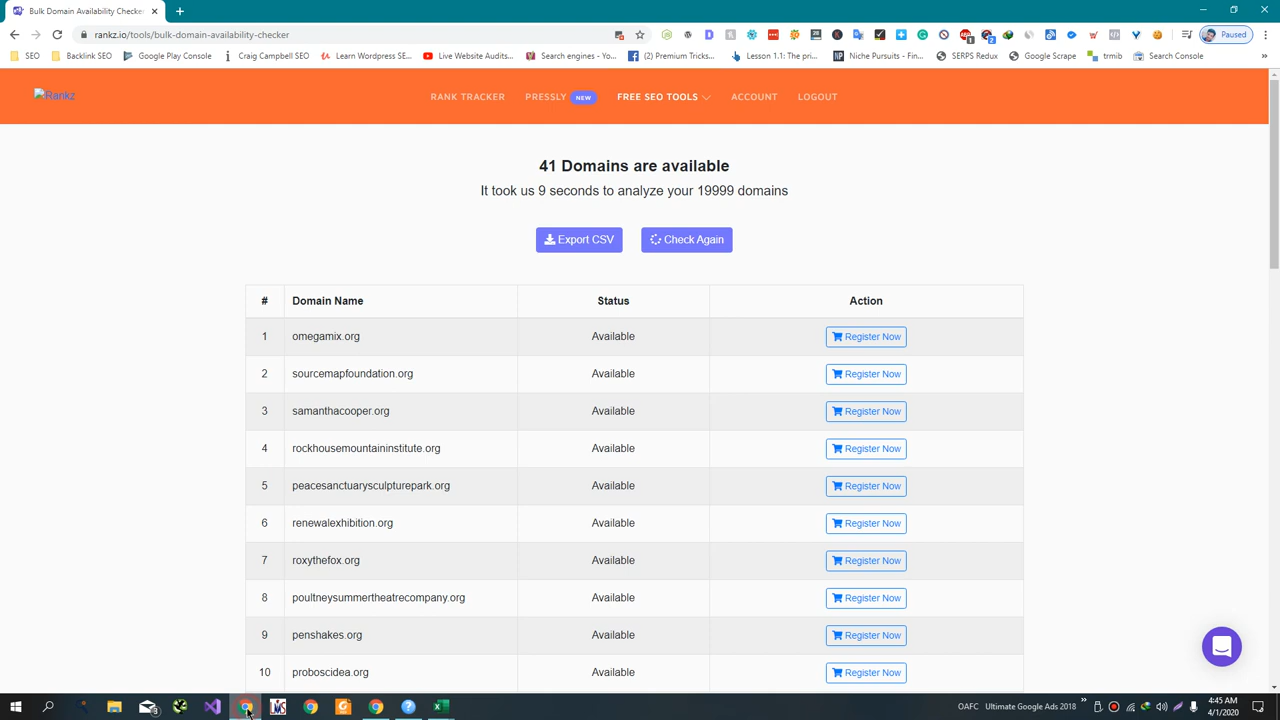 Bulk Domain Availability Checke
rankz.io/tools/bulk-domain-availability-checker
Paused
SEO
Backlink SEO
Google Play Console
Craig Campbell SEO
Learn Wordpress SE...
Live Website Audits...
Search engines - Yo...
(2) Premium Tricks...
Lesson 1.1: The pri...
Niche Pursuits - Fin...
SERPS Redux
Google Scrape
trmib
Search Console
»
Rankz
RANK TRACKER
PRESSLY NEW
FREE SEO TOOLS
ACCOUNT
LOGOUT
41 Domains are available
It took us 9 seconds to analyze your 19999 domains
Export CSV
Check Again
# Domain Name Status Action
1 omegamix.org Available Register Now
2 sourcemapfoundation.org Available Register Now
3 samanthacooper.org Available Register Now
4 rockhousemountaininstitute.org Available Register Now
5 peacesanctuarysculpturepark.org Available Register Now
6 renewalexhibition.org Available Register Now
7 roxythefox.org Available Register Now
8 poultneysummertheatrecompany.org Available Register Now
9 penshakes.org Available Register Now
10 proboscidea.org Available Register Now
OAFC Ultimate Google Ads 2018 »
4:45 AM
4/1/2020